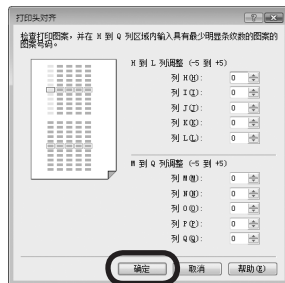 打印头对齐
检查打印图案，并在 H 到 Q 列区域内输入具有最少明显条纹数的图案的图案号码。
H 到 L 列调整 (-5 到 +5)
列 H(H): 0
列 I(I): 0
列 J(J): 0
列 K(K): 0
列 L(L): 0
M 到 Q 列调整 (-5 到 +5)
列 M(M): 0
列 N(N): 0
列 O(O): 0
列 P(P): 0
列 Q(Q): 0
确定 取消 帮助(E)